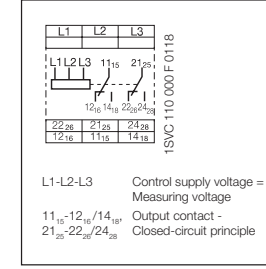 L1 L2 L3
L1 L2 L3 11₁₅ 21₂₅
12₁₆ 14₁₈ 22₂₆ 24₂₈
22₂₆ 21₂₅ 24₂₈
12₁₆ 11₁₅ 14₁₈
1SVC 110 000 F 0118
L1-L2-L3 Control supply voltage =
Measuring voltage
11₁₅-12₁₆/14₁₈, Output contact -
21₂₅-22₂₆/24₂₈ Closed-circuit principle